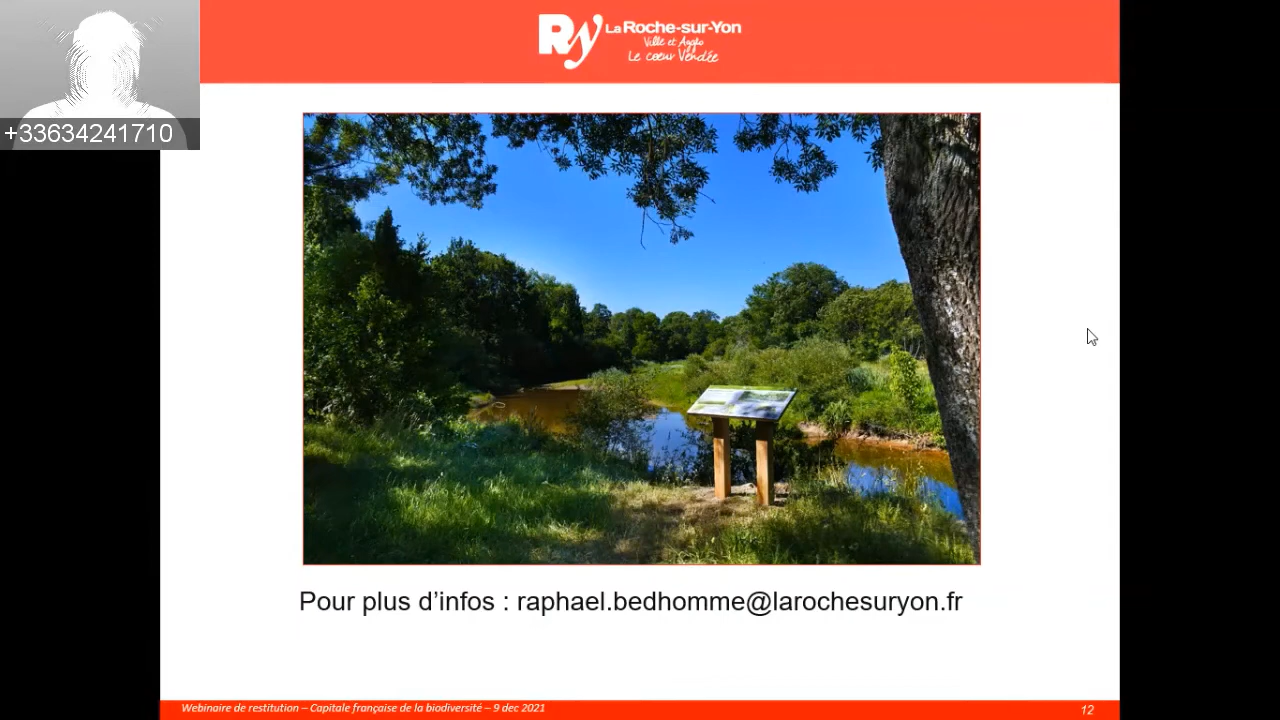 Ry La Roche-sur-Yon
Ville et Agglo
Le cœur Vendée
+33634241710
Pour plus d’infos : raphael.bedhomme@larochesuryon.fr
Webinaire de restitution – Capitale française de la biodiversité – 9 dec 2021
12